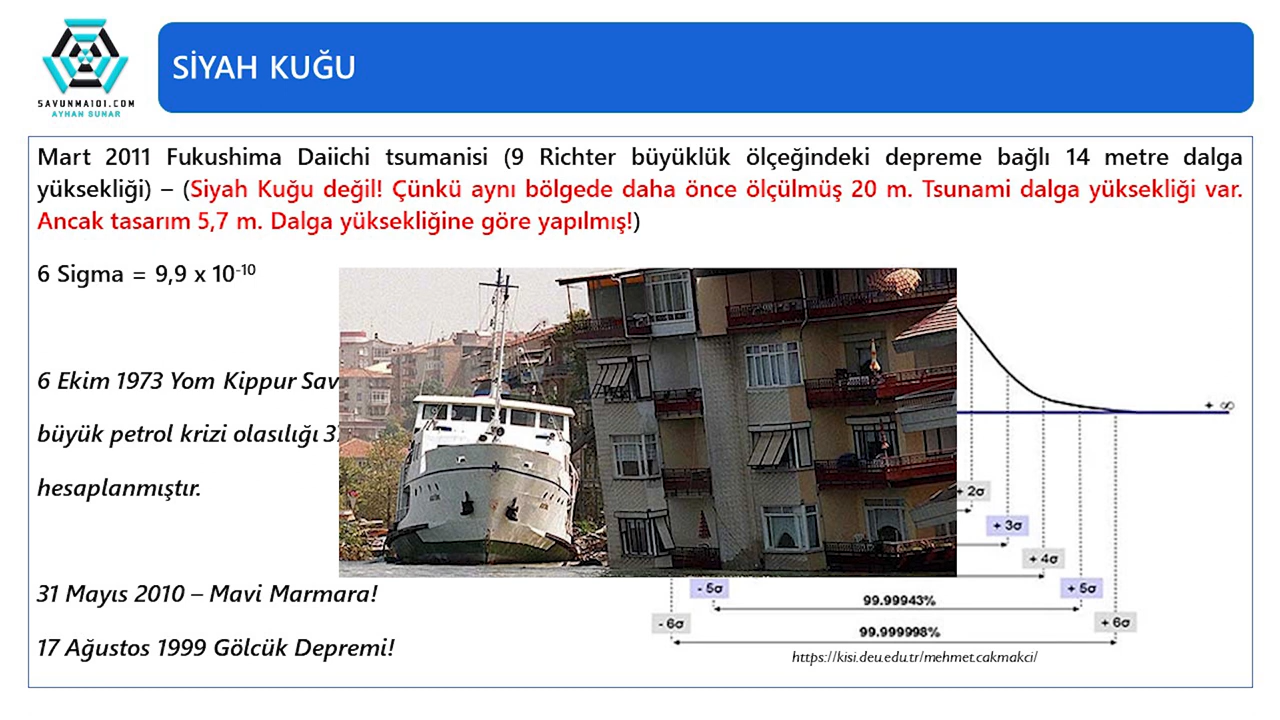 SAVUNMA101.COM
AYHAN SUNAR
SİYAH KUĞU
Mart 2011 Fukushima Daiichi tsumanisi (9 Richter büyüklük ölçeğindeki depreme bağlı 14 metre dalga
yüksekliği) – (Siyah Kuğu değil! Çünkü aynı bölgede daha önce ölçülmüş 20 m. Tsunami dalga yüksekliği var.
Ancak tasarım 5,7 m. Dalga yüksekliğine göre yapılmış!)
6 Sigma = 9,9 x 10⁻¹⁰
6 Ekim 1973 Yom Kippur
büyük petrol krizi olasılığı
hesaplanmıştır.
31 Mayıs 2010 – Mavi Marmara!
17 Ağustos 1999 Gölcük Depremi!
+ ∞
+ 2σ
+ 3σ
+ 4σ
- 5σ
+ 5σ
99.99943%
- 6σ
+ 6σ
99.999998%
https://kisi.deu.edu.tr/mehmet.cakmakci/